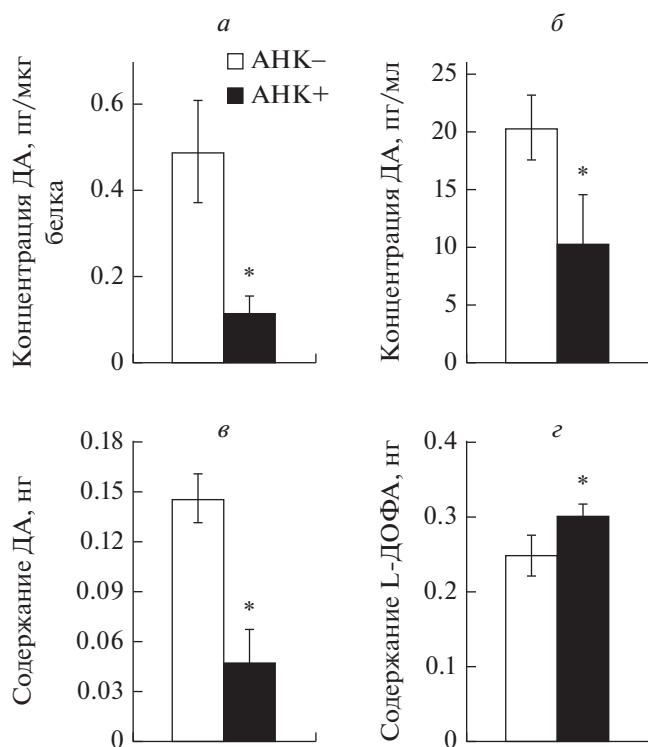 а
АНК–
АНК+
Концентрация ДА, пг/мкг
белка
0.6
0.4
0.2
0
*
б
Концентрация ДА, пг/мл
25
20
15
10
5
0
*
в
Содержание ДА, нг
0.18
0.15
0.12
0.09
0.06
0.03
0
*
г
Содержание L-ДОФА, нг
0.4
0.3
0.2
0.1
0
*